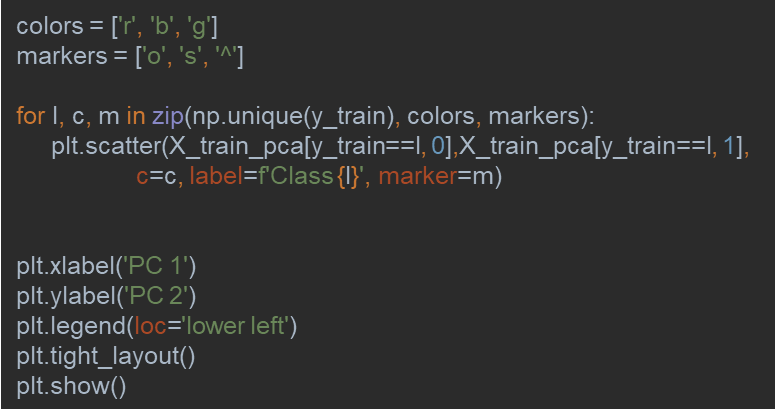 colors = ['r', 'b', 'g']
markers = ['o', 's', '^']
for l, c, m in zip(np.unique(y_train), colors, markers):
plt.scatter(X_train_pca[y_train==l, 0],X_train_pca[y_train==l, 1],
c=c, label=f'Class {l}', marker=m)
plt.xlabel('PC 1')
plt.ylabel('PC 2')
plt.legend(loc='lower left')
plt.tight_layout()
plt.show()